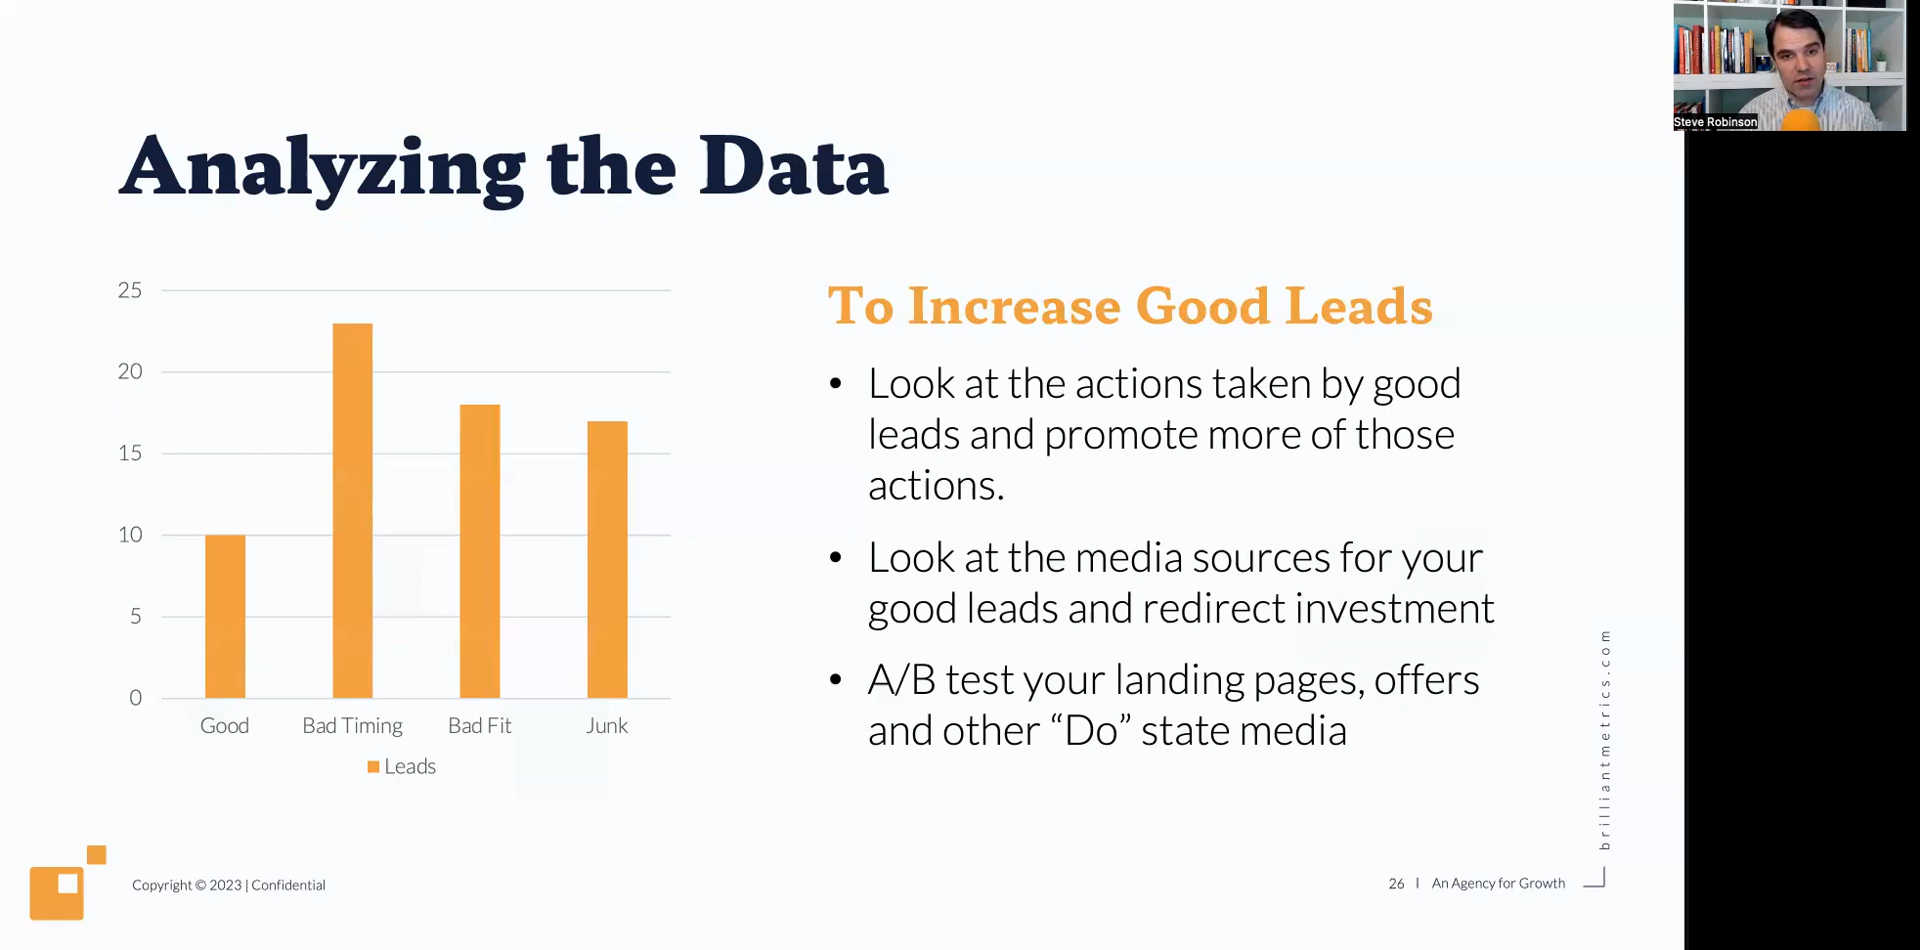 Steve Robinson
Analyzing the Data
25
20
15
10
5
0
Good
Bad Timing
Bad Fit
Junk
Leads
To Increase Good Leads
• Look at the actions taken by good
leads and promote more of those
actions.
• Look at the media sources for your
good leads and redirect investment
• A/B test your landing pages, offers
and other “Do” state media
brilliantmetrics.com
Copyright © 2023 | Confidential
26 | An Agency for Growth